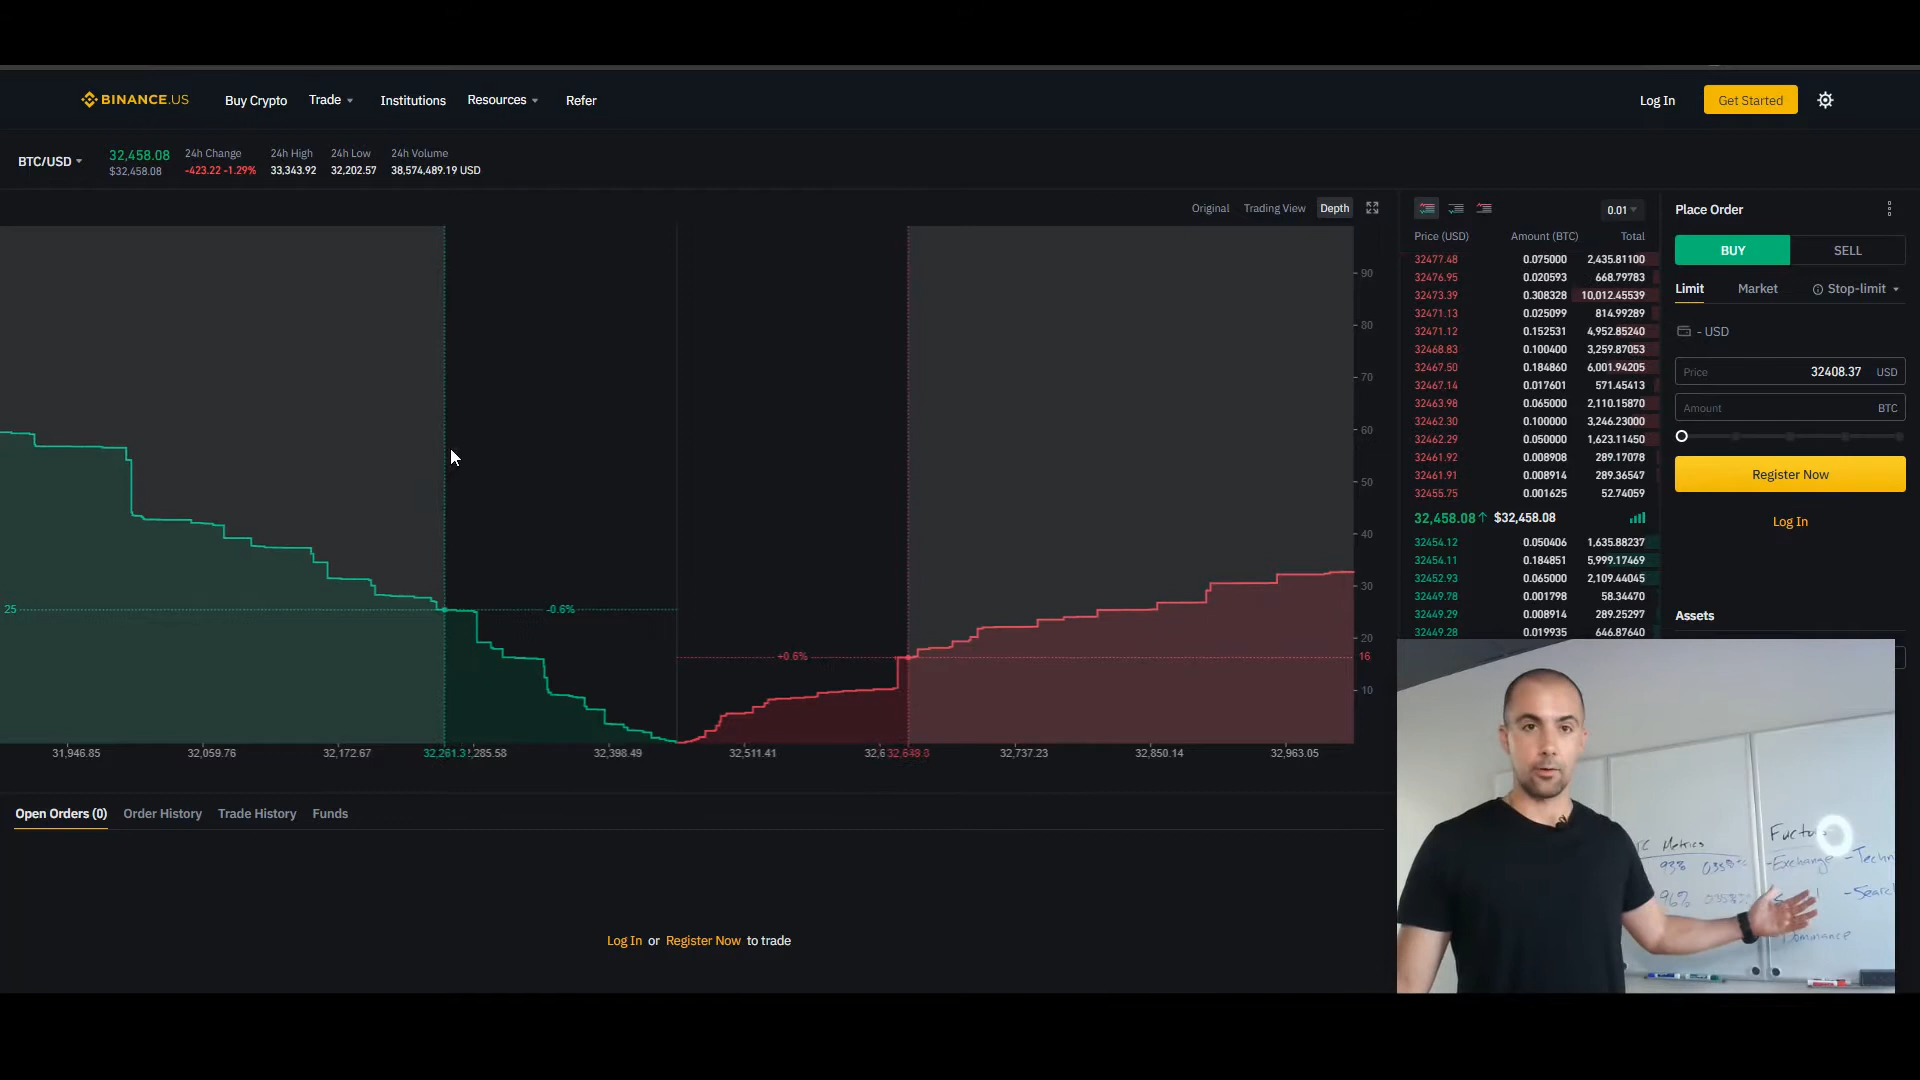 BINANCE.US Buy Crypto Trade Institutions Resources Refer Log In Get Started
BTC/USD 32,458.08 24h Change 24h High 24h Low 24h Volume
$32,458.08 -423.22 -1.29% 33,343.92 32,202.57 38,574,489.19 USD
Original Trading View Depth
90
80
70
60
50
40
30
20
16
10
25
-0.6%
+0.6%
31,946.85 32,059.76 32,172.67 32,398.49 32,511.41 32,737.23 32,850.14 32,963.05
0.01
Price (USD) Amount (BTC) Total
32477.48 0.075000 2,435.81100
32476.95 0.020593 668.79783
32473.39 0.308328 10,012.45539
32471.13 0.025099 814.99289
32471.12 0.152531 4,952.85240
32468.83 0.100400 3,259.87053
32467.50 0.184860 6,001.94205
32467.14 0.017601 571.45413
32463.98 0.065000 2,110.15870
32462.30 0.100000 3,246.23000
32462.29 0.050000 1,623.11450
32461.92 0.008908 289.17078
32461.91 0.008914 289.36547
32455.75 0.001625 52.74059
32,458.08↑ $32,458.08
32454.12 0.050406 1,635.88237
32454.11 0.184851 5,999.17469
32452.93 0.065000 2,109.44045
32449.78 0.001798 58.34470
32449.29 0.008914 289.25297
32449.28 0.019935 646.87640
Place Order
BUY SELL
Limit Market Stop-limit
- USD
Price 32408.37 USD
Amount BTC
Register Now
Log In
Assets
Open Orders (0) Order History Trade History Funds
Log In or Register Now to trade
Metrics
93%
96%
-Exchange
Dominance